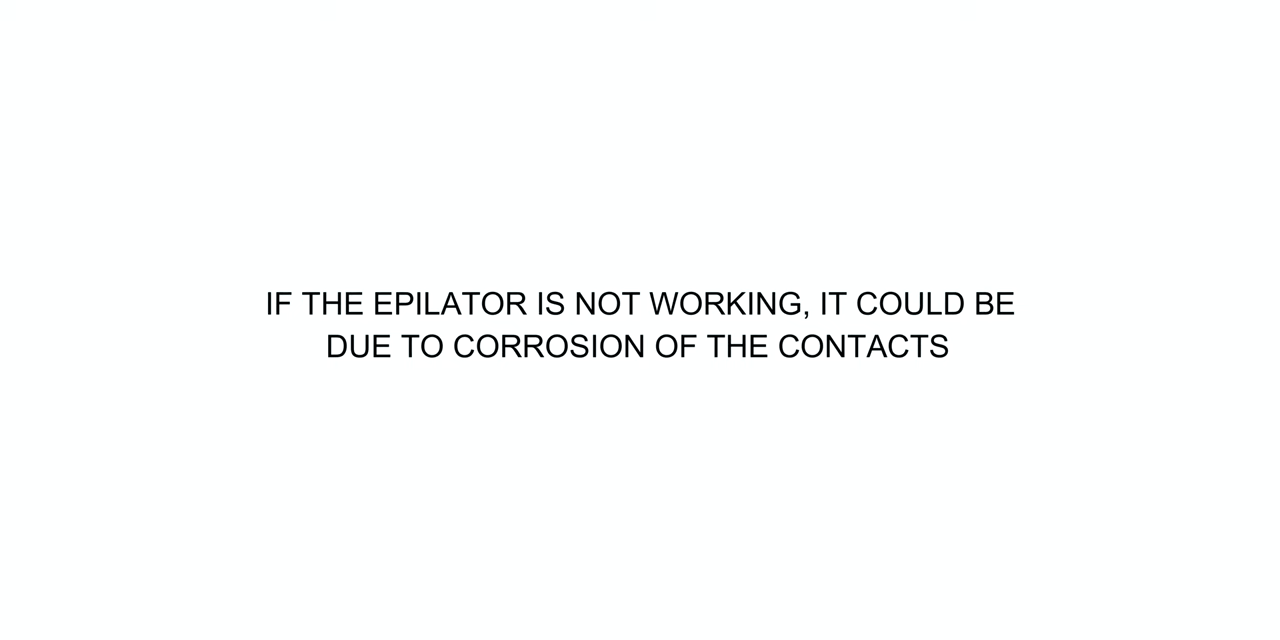 IF THE EPILATOR IS NOT WORKING, IT COULD BE
DUE TO CORROSION OF THE CONTACTS